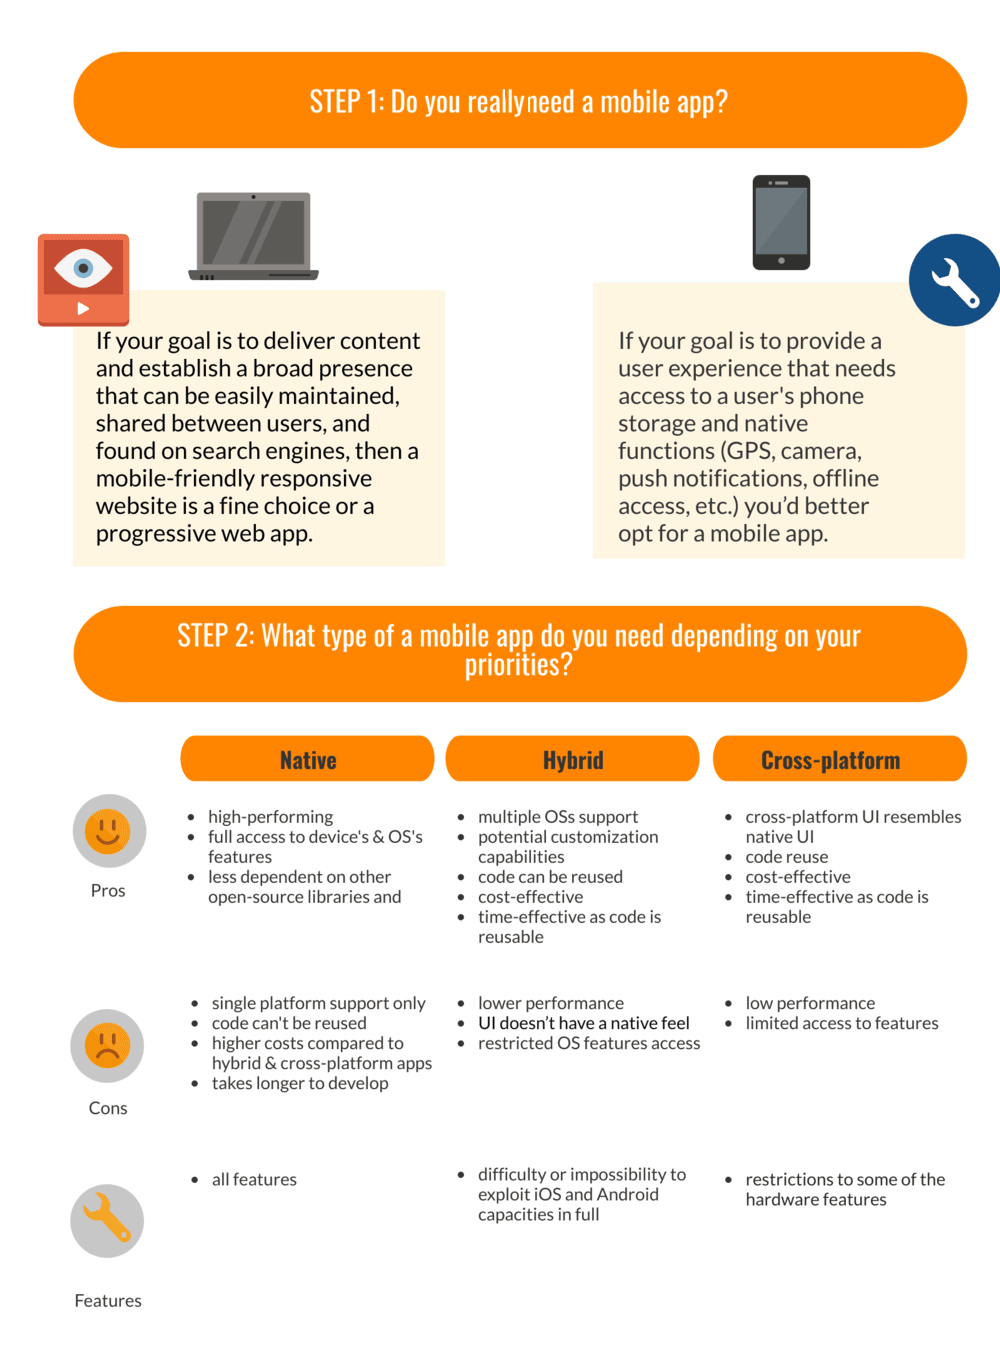 STEP 1: Do you really need a mobile app?
If your goal is to deliver content
and establish a broad presence
that can be easily maintained,
shared between users, and
found on search engines, then a
mobile-friendly responsive
website is a fine choice or a
progressive web app.
If your goal is to provide a
user experience that needs
access to a user's phone
storage and native
functions (GPS, camera,
push notifications, offline
access, etc.) you’d better
opt for a mobile app.
STEP 2: What type of a mobile app do you need depending on your
priorities?
Native
Hybrid
Cross-platform
Pros
• high-performing
• full access to device's & OS's
features
• less dependent on other
open-source libraries and
• multiple OSs support
• potential customization
capabilities
• code can be reused
• cost-effective
• time-effective as code is
reusable
• cross-platform UI resembles
native UI
• code reuse
• cost-effective
• time-effective as code is
reusable
Cons
• single platform support only
• code can't be reused
• higher costs compared to
hybrid & cross-platform apps
• takes longer to develop
• lower performance
• UI doesn’t have a native feel
• restricted OS features access
• low performance
• limited access to features
Features
• all features
• difficulty or impossibility to
exploit iOS and Android
capacities in full
• restrictions to some of the
hardware features